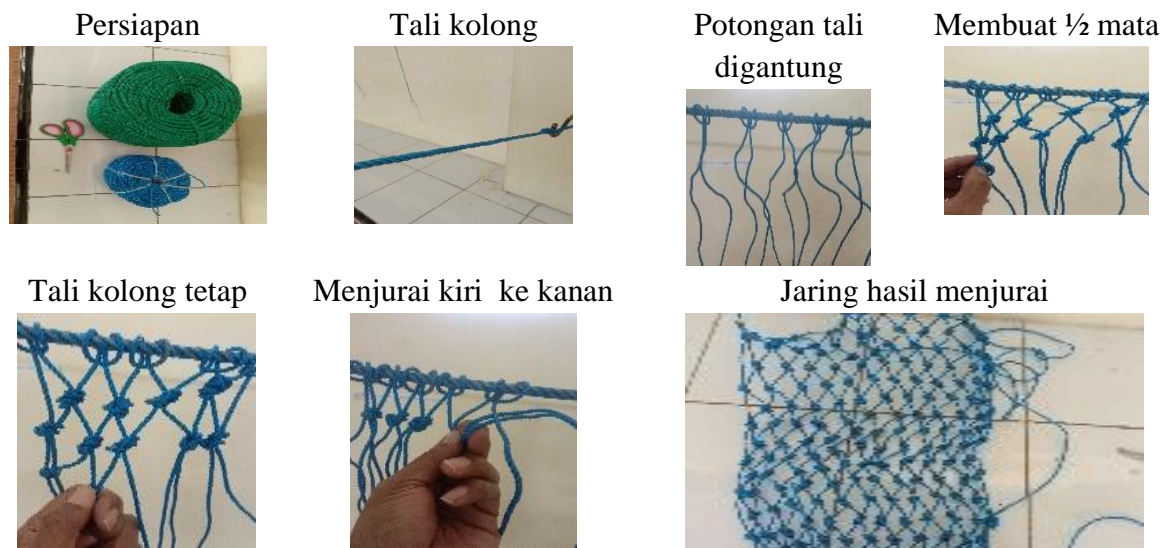 Persiapan
Tali kolong
Potongan tali
digantung
Membuat ½ mata
Tali kolong tetap
Menjurai kiri ke kanan
Jaring hasil menjurai